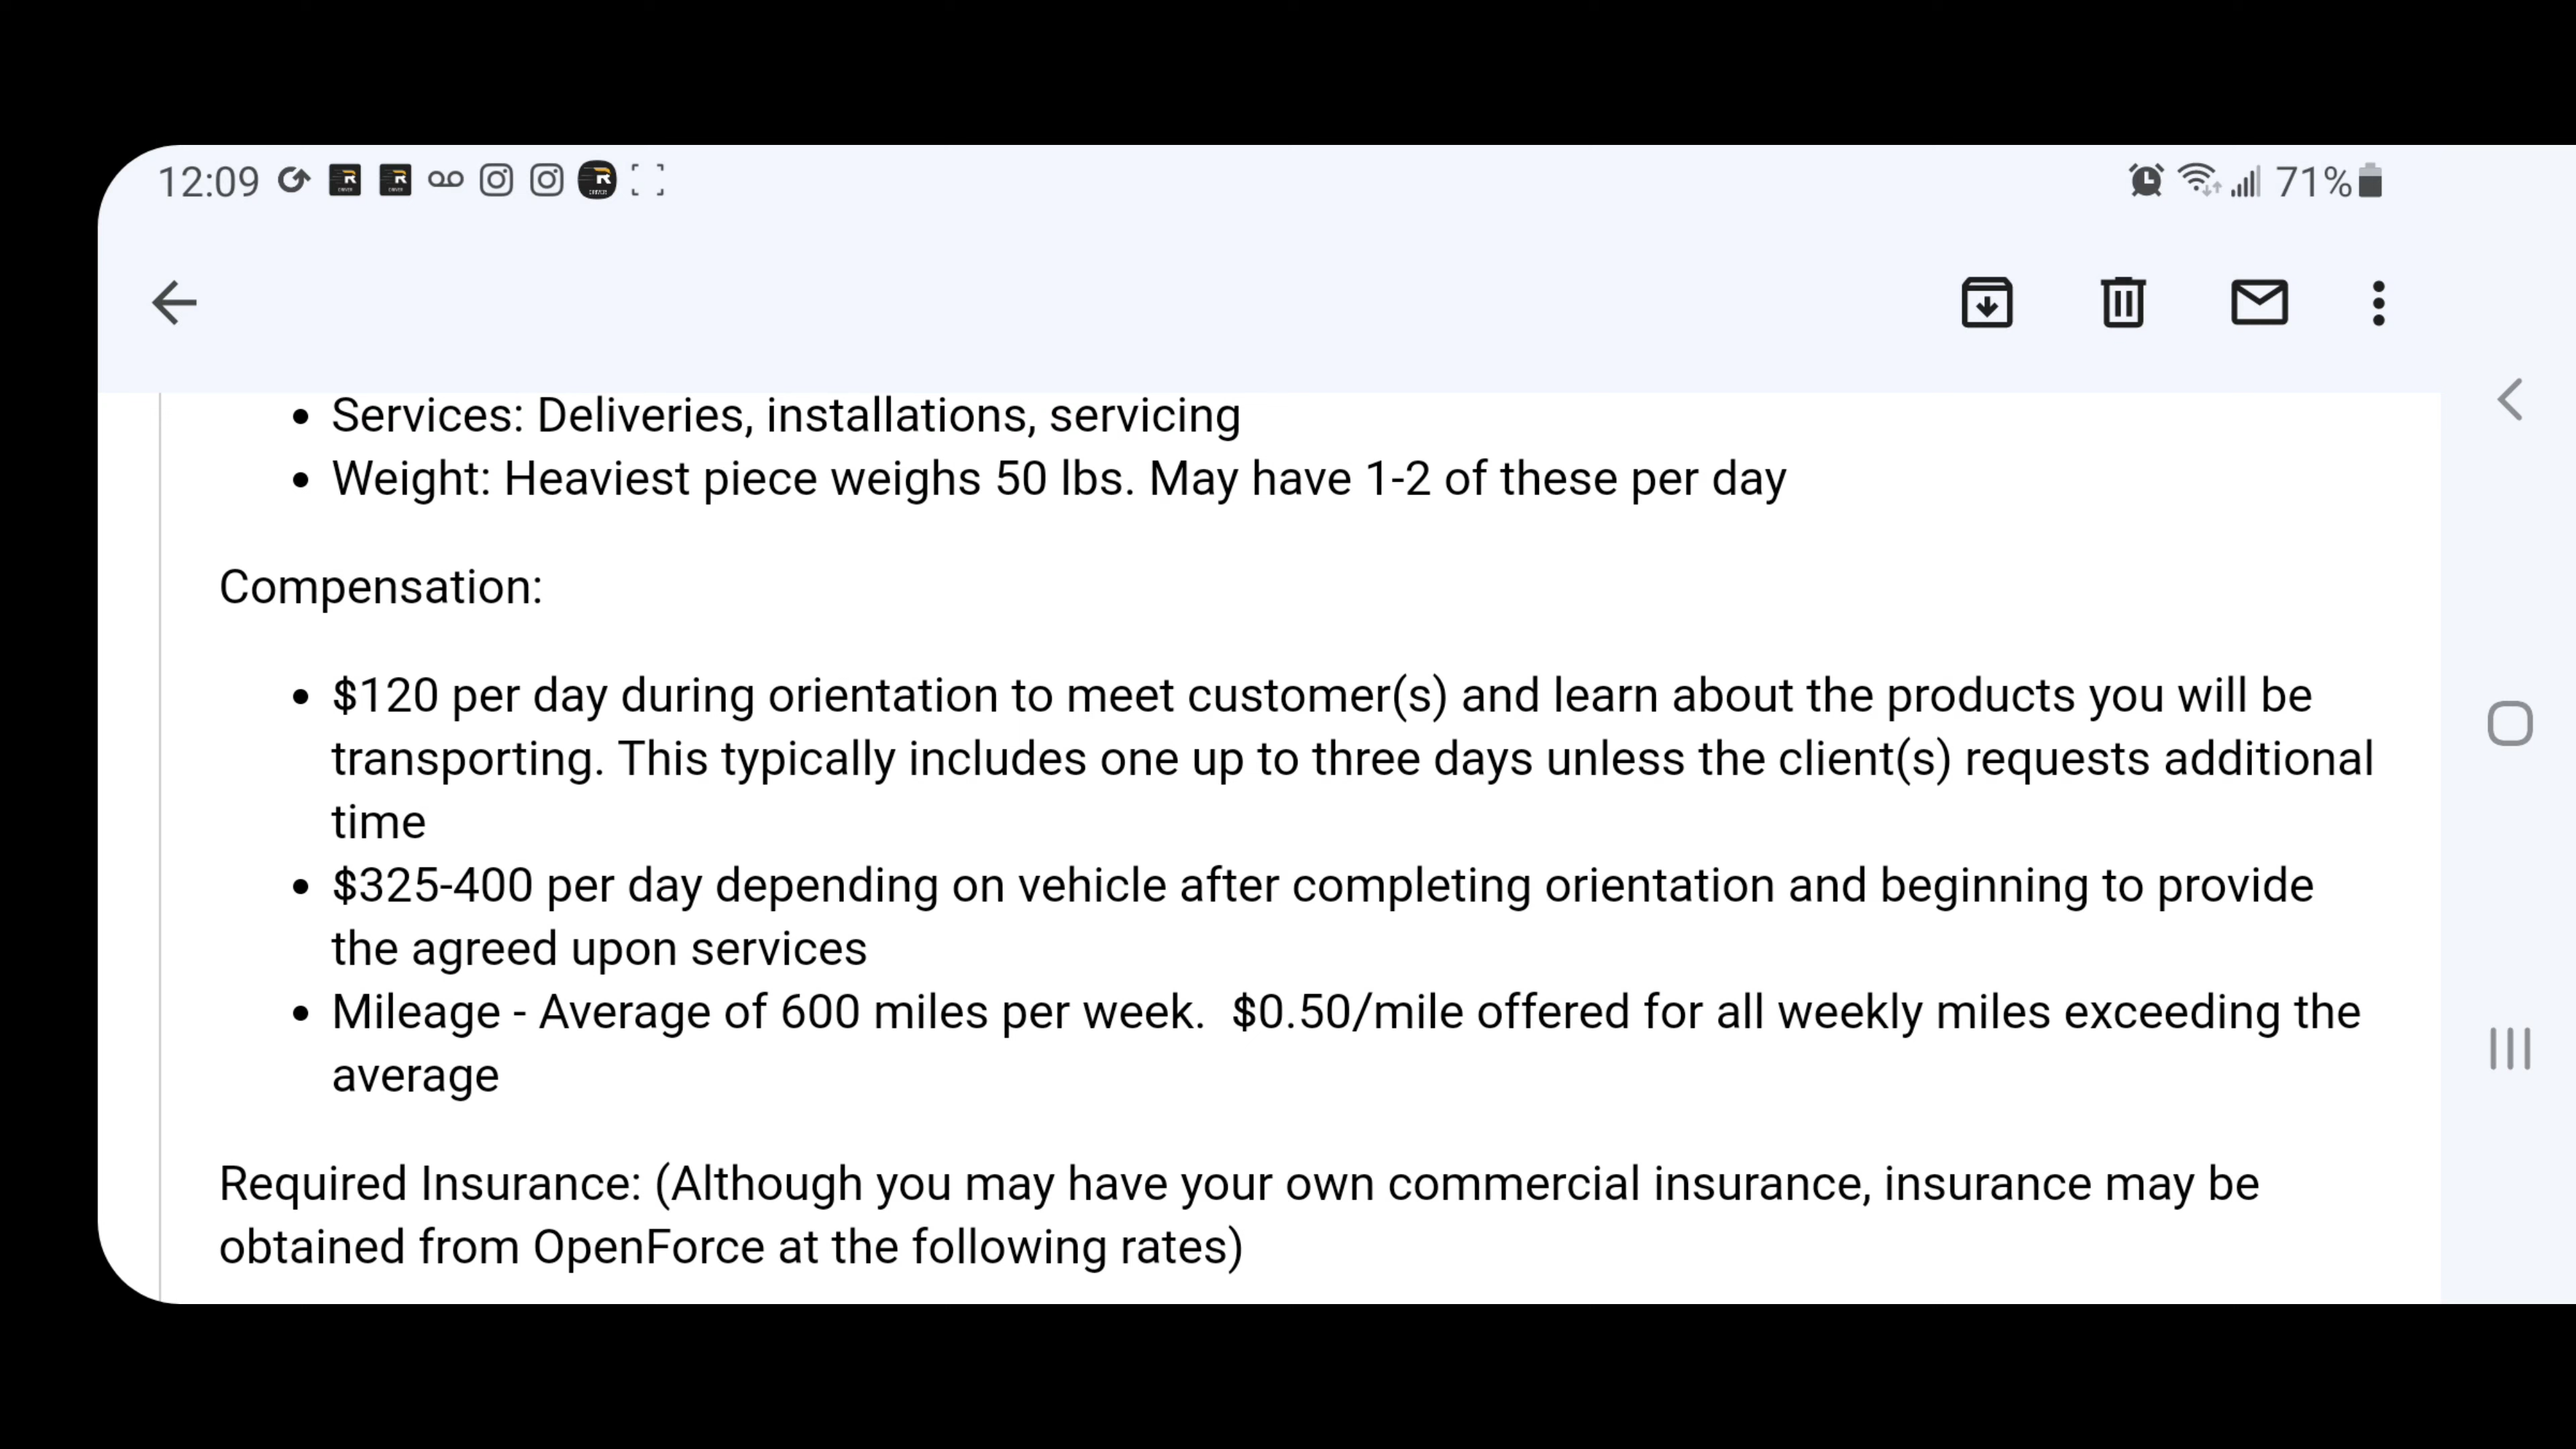 12:09
71%
• Services: Deliveries, installations, servicing
• Weight: Heaviest piece weighs 50 lbs. May have 1-2 of these per day
Compensation:
• $120 per day during orientation to meet customer(s) and learn about the products you will be
transporting. This typically includes one up to three days unless the client(s) requests additional
time
• $325-400 per day depending on vehicle after completing orientation and beginning to provide
the agreed upon services
• Mileage - Average of 600 miles per week.  $0.50/mile offered for all weekly miles exceeding the
average
Required Insurance: (Although you may have your own commercial insurance, insurance may be
obtained from OpenForce at the following rates)